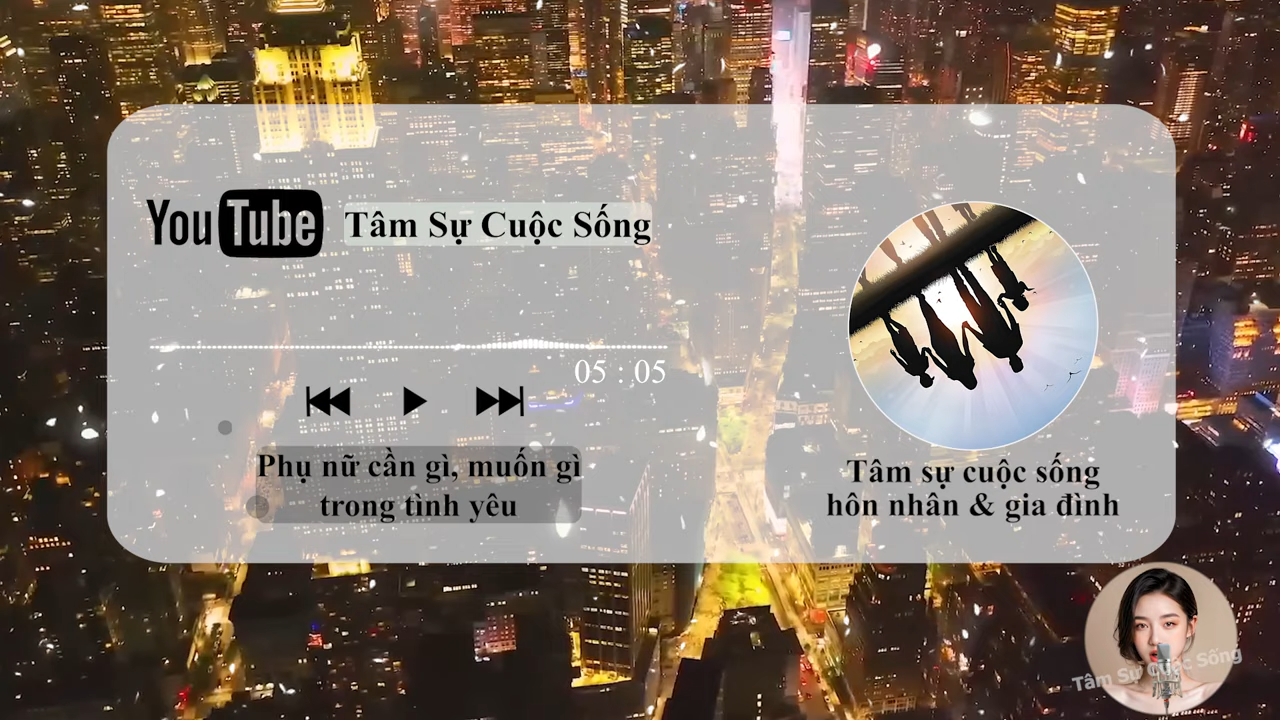 YouTube
Tâm Sự Cuộc Sống
05 : 05
Phụ nữ cần gì, muốn gì
trong tình yêu
Tâm sự cuộc sống
hôn nhân & gia đình
Tâm Sự Cuộc Sống